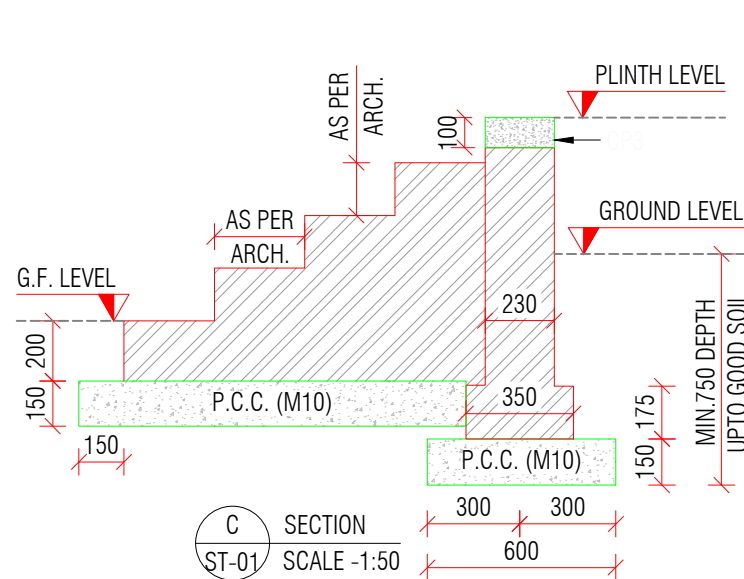 PLINTH LEVEL
AS PER
ARCH.
100
CP3
AS PER
ARCH.
GROUND LEVEL
G.F. LEVEL
230
200
150
P.C.C. (M10)
350
175
150
MIN.750 DEPTH
UPTO GOOD SOIL
150
P.C.C. (M10)
300
300
600
C
ST-01
SECTION
SCALE -1:50